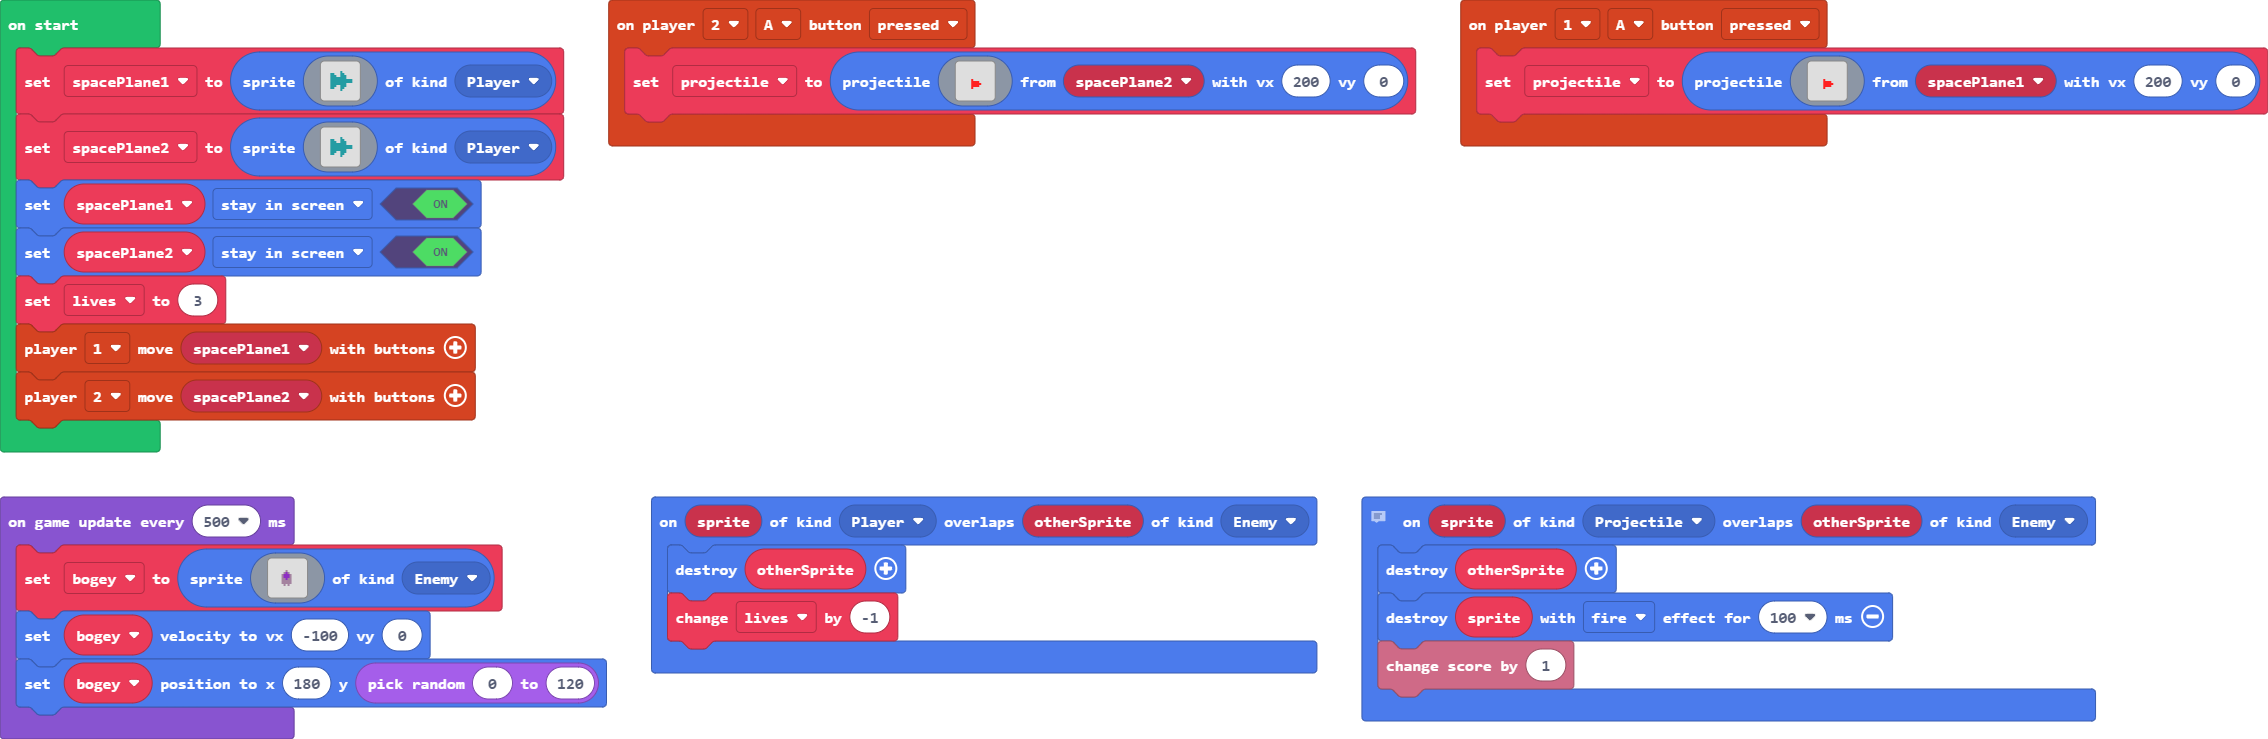 on start
set spacePlane1 to sprite of kind Player
set spacePlane2 to sprite of kind Player
set spacePlane1 stay in screen ON
set spacePlane2 stay in screen ON
set lives to 3
player 1 move spacePlane1 with buttons
player 2 move spacePlane2 with buttons
on player 2 A button pressed
set projectile to projectile from spacePlane2 with vx 200 vy 0
on player 1 A button pressed
set projectile to projectile from spacePlane1 with vx 200 vy 0
on game update every 500 ms
set bogey to sprite of kind Enemy
set bogey velocity to vx -100 vy 0
set bogey position to x 180 y pick random 0 to 120
on sprite of kind Player overlaps otherSprite of kind Enemy
destroy otherSprite
change lives by -1
on sprite of kind Projectile overlaps otherSprite of kind Enemy
destroy otherSprite
destroy sprite with fire effect for 100 ms
change score by 1